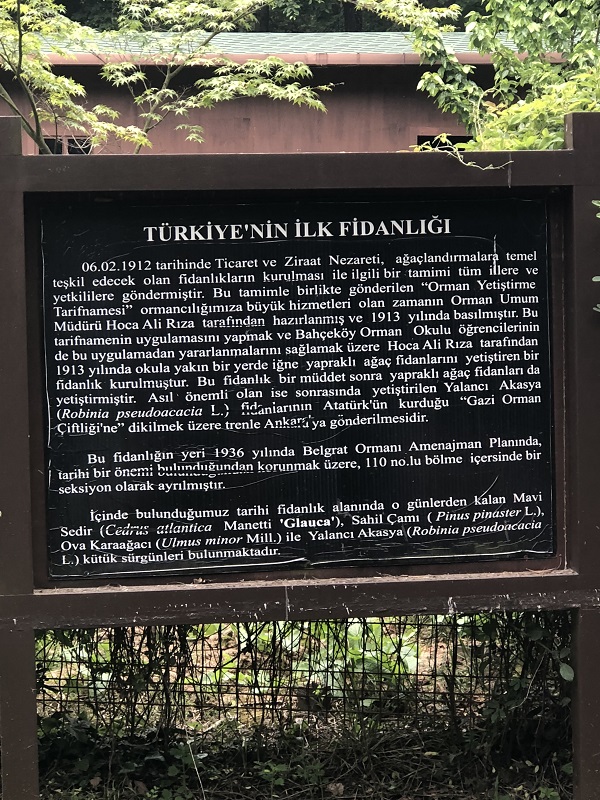 TÜRKİYE'NİN İLK FİDANLIĞI
06.02.1912 tarihinde Ticaret ve Ziraat Nezareti, ağaçlandırmalara temel
teşkil edecek olan fidanlıkların kurulması ile ilgili bir tamimi tüm illere ve
yetkililere göndermiştir. Bu tamimle birlikte gönderilen “Orman Yetiştirme
Tarifnamesi” ormancılığımıza büyük hizmetleri olan zamanın Orman Umum
Müdürü Hoca Ali Rıza tarafından hazırlanmış ve 1913 yılında basılmıştır. Bu
tarifnamenin uygulamasını yapmak ve Bahçeköy Orman Okulu öğrencilerinin
de bu uygulamadan yararlanmalarını sağlamak üzere Hoca Ali Rıza tarafından
1913 yılında okula yakın bir yerde iğne yapraklı ağaç fidanlarını yetiştiren bir
fidanlık kurulmuştur. Bu fidanlık bir müddet sonra yapraklı ağaç fidanları da
yetiştirmiştir. Asıl önemli olan ise sonrasında yetiştirilen Yalancı Akasya
(Robinia pseudoacacia L.) fidanlarının Atatürk'ün kurduğu “Gazi Orman
Çiftliği'ne” dikilmek üzere trenle Ankara'ya gönderilmesidir.
Bu fidanlığın yeri 1936 yılında Belgrat Ormanı Amenajman Planında,
tarihi bir önemi bulunduğundan korunmak üzere, 110 no.lu bölme içersinde bir
seksiyon olarak ayrılmıştır.
İçinde bulunduğumuz tarihi fidanlık alanında o günlerden kalan Mavi
Sedir (Cedrus atlantica Manetti 'Glauca'), Sahil Çamı ( Pinus pinaster L.),
Ova Karaağacı (Ulmus minor Mill.) ile Yalancı Akasya (Robinia pseudoacacia
L.) kütük sürgünleri bulunmaktadır.